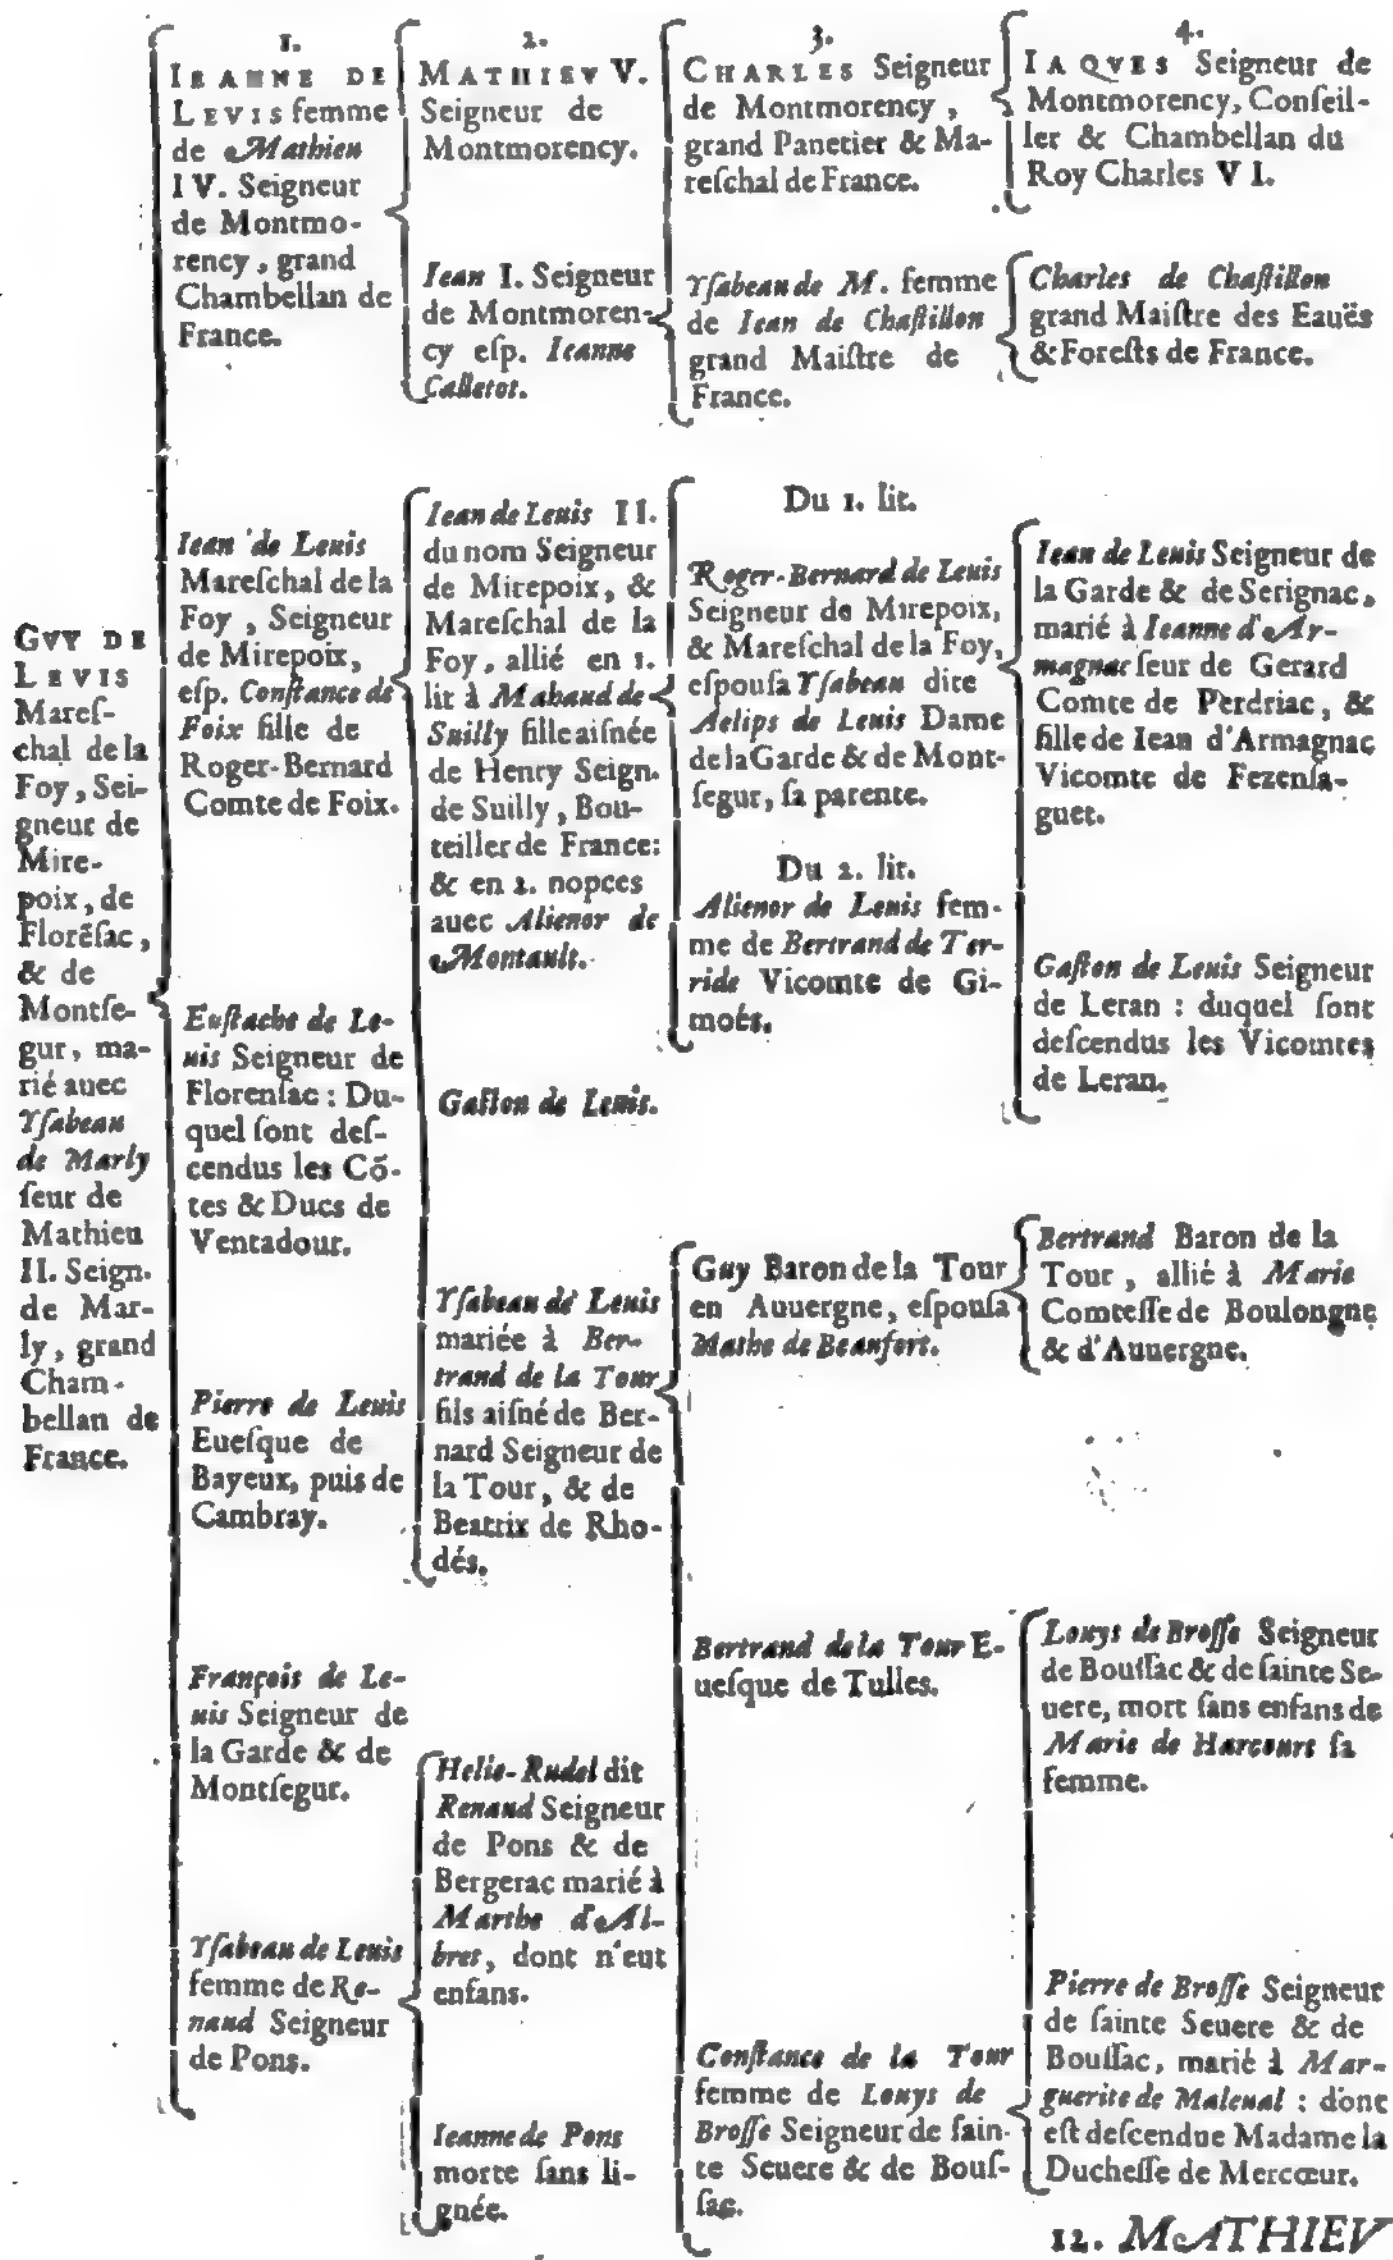 GVY DE
LEVIS
Mareſ-
chal de la
Foy, Sei-
gneur de
Mire-
poix, de
Florẽſac,
& de
Montſe-
gur, ma-
rié auec
Yſabeau
de Marly
ſeur de
Mathieu
II. Seign.
de Mar-
ly, grand
Cham-
bellan de
France.
1.
IEANNE DE
LEVIS femme
de Mathieu
IV. Seigneur
de Montmo-
rency, grand
Chambellan de
France.
Iean de Leuis
Mareſchal de la
Foy, Seigneur
de Mirepoix,
eſp. Conſtance de
Foix fille de
Roger-Bernard
Comte de Foix.
Euſtache de Le-
uis Seigneur de
Florenſac: Du-
quel ſont deſ-
cendus les Cõ-
tes & Ducs de
Ventadour.
Pierre de Leuis
Eueſque de
Bayeux, puis de
Cambray.
François de Le-
uis Seigneur de
la Garde & de
Montſegur.
Yſabeau de Leuis
femme de Re-
naud Seigneur
de Pons.
2.
MATHIEV V.
Seigneur de
Montmorency.
Iean I. Seigneur
de Montmoren-
cy eſp. Ieanne
Calletot.
Iean de Leuis II.
du nom Seigneur
de Mirepoix, &
Mareſchal de la
Foy, allié en 1.
lit à Mahaud de
Suilly fille aiſnée
de Henry Seign.
de Suilly, Bou-
teiller de France:
& en 2. nopces
auec Alienor de
Montault.
Gaſton de Leuis.
Yſabeau de Leuis
mariée à Ber-
trand de la Tour
fils aiſné de Ber-
nard Seigneur de
la Tour, & de
Beatrix de Rho-
dés.
Helie-Rudel dit
Renaud Seigneur
de Pons & de
Bergerac marié à
Marthe d'Al-
bret, dont n'eut
enfans.
Ieanne de Pons
morte ſans li-
gnée.
3.
CHARLES Seigneur
de Montmorency,
grand Panetier & Ma-
reſchal de France.
Yſabeau de M. femme
de Iean de Chaſtillon
grand Maiſtre de
France.
Du 1. lit.
Roger-Bernard de Leuis
Seigneur de Mirepoix,
& Mareſchal de la Foy,
eſpouſa Yſabeau dite
Aelips de Leuis Dame
de la Garde & de Mont-
ſegur, ſa parente.
Du 2. lit.
Alienor de Leuis fem-
me de Bertrand de Ter-
ride Vicomte de Gi-
moés.
Guy Baron de la Tour
en Auuergne, eſpouſa
Mathe de Beaufort.
Bertrand de la Tour E-
ueſque de Tulles.
Conſtance de la Tour
femme de Louys de
Broſſe Seigneur de ſain-
te Seuere & de Bouſ-
ſac.
4.
IAQVES Seigneur de
Montmorency, Conſeil-
ler & Chambellan du
Roy Charles VI.
Charles de Chaſtillon
grand Maiſtre des Eauës
& Foreſts de France.
Iean de Leuis Seigneur de
la Garde & de Serignac,
marié à Ieanne d'Ar-
magnac ſeur de Gerard
Comte de Perdriac, &
fille de Iean d'Armagnac
Vicomte de Fezenſa-
guet.
Gaſton de Leuis Seigneur
de Leran: duquel ſont
deſcendus les Vicomtes
de Leran.
Bertrand Baron de la
Tour, allié à Marie
Comteſſe de Boulongne
& d'Auuergne.
Louys de Broſſe Seigneur
de Bouſſac & de ſainte Se-
uere, mort ſans enfans de
Marie de Harcourt ſa
femme.
Pierre de Broſſe Seigneur
de ſainte Seuere & de
Bouſſac, marié à Mar-
guerite de Maleual: dont
eſt deſcendue Madame la
Ducheſſe de Mercœur.
12. MATHIEV